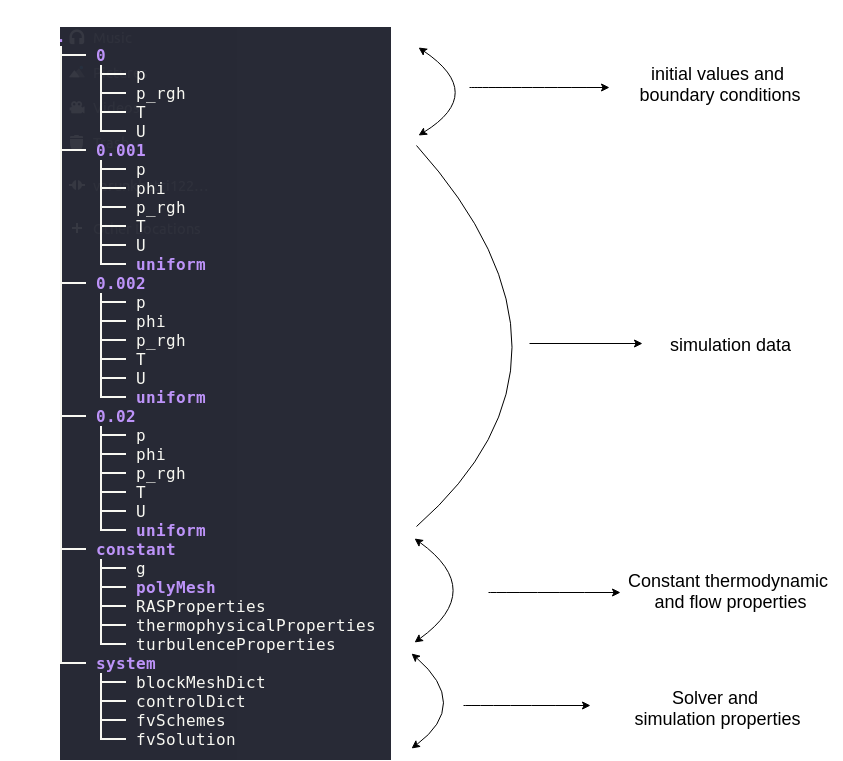 0
p
p_rgh
T
U
0.001
p
phi
p_rgh
T
U
uniform
0.002
p
phi
p_rgh
T
U
uniform
0.02
p
phi
p_rgh
T
U
uniform
constant
g
polyMesh
RASProperties
thermophysicalProperties
turbulenceProperties
system
blockMeshDict
controlDict
fvSchemes
fvSolution
Music
initial values and
boundary conditions
simulation data
Constant thermodynamic
and flow properties
Solver and
simulation properties